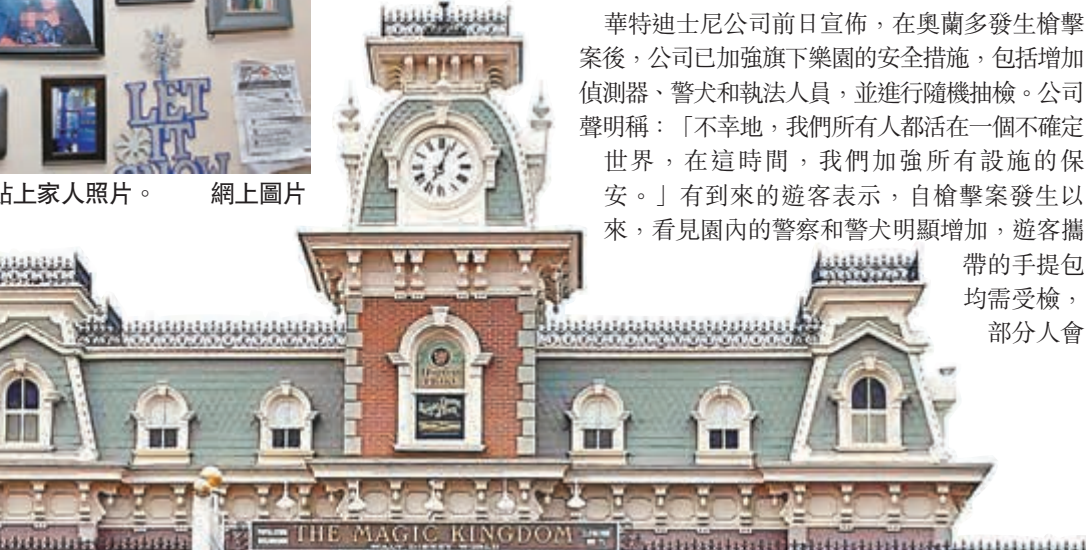 LET
IT
SNOW
站上家人照片。 網上圖片
華特迪士尼公司前日宣佈，在奧蘭多發生槍擊
案後，公司已加強旗下樂園的安全措施，包括增加
偵測器、警犬和執法人員，並進行隨機抽檢。公司
聲明稱：「不幸地，我們所有人都活在一個不確定
世界，在這時間，我們加強所有設施的保
安。」有到來的遊客表示，自槍擊案發生以
來，看見園內的警察和警犬明顯增加，遊客攜
帶的手提包
均需受檢，
部分人會
THE MAGIC KINGDOM
WALT DISNEY WORLD